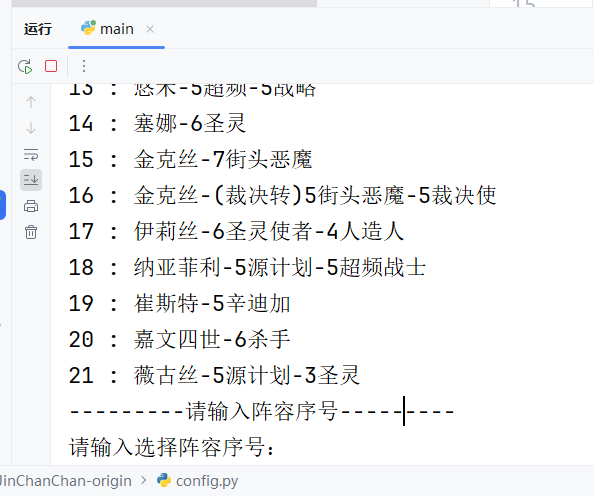 15
运行 main
13 : 悠米-5超频-5战略
14 : 塞娜-6圣灵
15 : 金克丝-7街头恶魔
16 : 金克丝-(裁决转)5街头恶魔-5裁决使
17 : 伊莉丝-6圣灵使者-4人造人
18 : 纳亚菲利-5源计划-5超频战士
19 : 崔斯特-5辛迪加
20 : 嘉文四世-6杀手
21 : 薇古丝-5源计划-3圣灵
---------请输入阵容序号---------
请输入选择阵容序号:
JinChanChan-origin > config.py